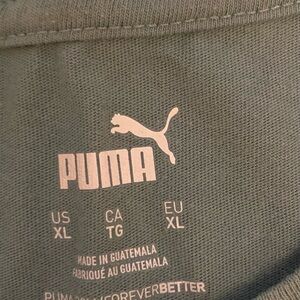 PUMA
US CA EU
XL TG XL
MADE IN GUATEMALA
FABRIQUÉ AU GUATEMALA
FOREVERBETTER